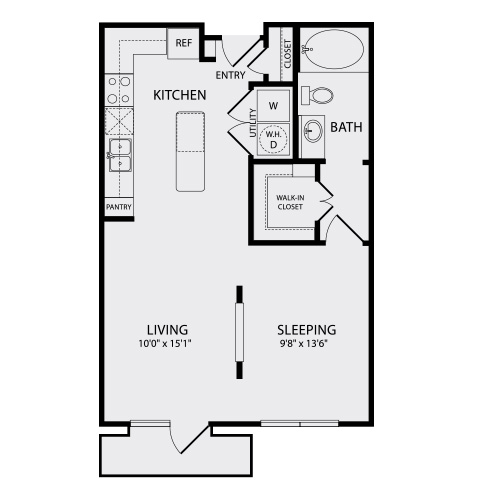 REF
CLOSET
ENTRY
KITCHEN
W
UTILITY
W.H.
D
BATH
WALK-IN
CLOSET
PANTRY
LIVING
10'0" x 15'1"
SLEEPING
9'8" x 13'6"